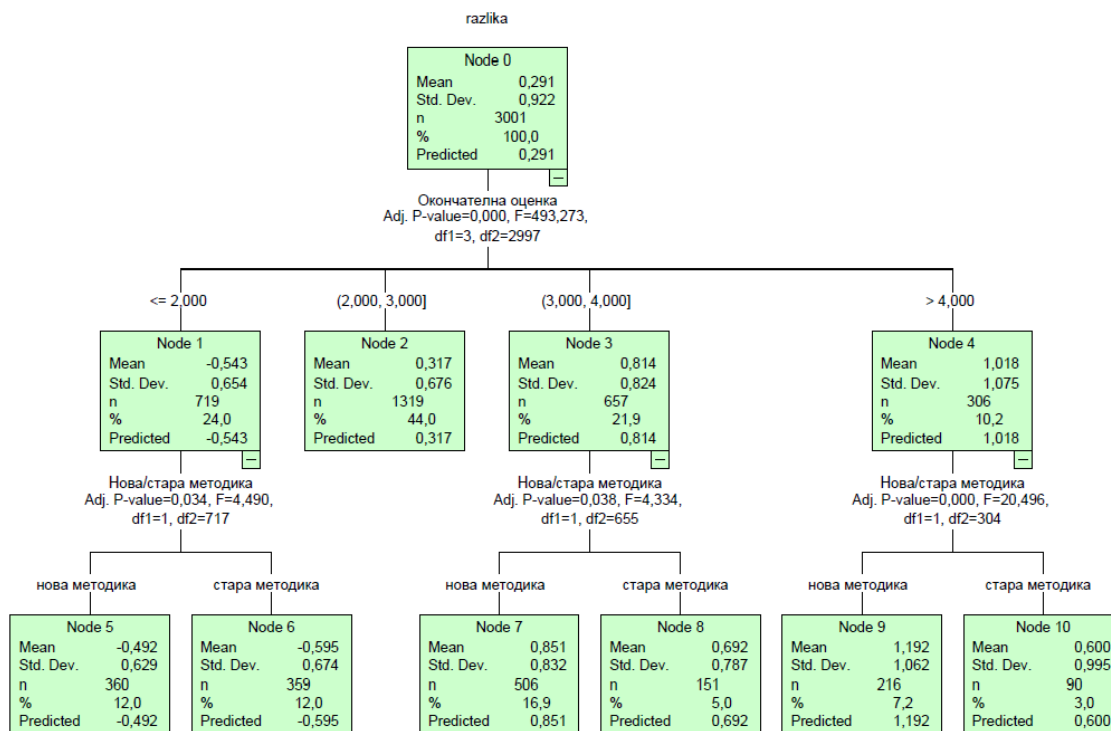 razlika
Node 0
Mean 0,291
Std. Dev. 0,922
n 3001
% 100,0
Predicted 0,291
Окончателна оценка
Adj. P-value=0,000, F=493,273,
df1=3, df2=2997
<= 2,000
(2,000, 3,000]
(3,000, 4,000]
> 4,000
Node 1
Mean -0,543
Std. Dev. 0,654
n 719
% 24,0
Predicted -0,543
Node 2
Mean 0,317
Std. Dev. 0,676
n 1319
% 44,0
Predicted 0,317
Node 3
Mean 0,814
Std. Dev. 0,824
n 657
% 21,9
Predicted 0,814
Node 4
Mean 1,018
Std. Dev. 1,075
n 306
% 10,2
Predicted 1,018
Нова/стара методика
Adj. P-value=0,034, F=4,490,
df1=1, df2=717
Нова/стара методика
Adj. P-value=0,038, F=4,334,
df1=1, df2=655
Нова/стара методика
Adj. P-value=0,000, F=20,496,
df1=1, df2=304
нова методика
стара методика
нова методика
стара методика
нова методика
стара методика
Node 5
Mean -0,492
Std. Dev. 0,629
n 360
% 12,0
Predicted -0,492
Node 6
Mean -0,595
Std. Dev. 0,674
n 359
% 12,0
Predicted -0,595
Node 7
Mean 0,851
Std. Dev. 0,832
n 506
% 16,9
Predicted 0,851
Node 8
Mean 0,692
Std. Dev. 0,787
n 151
% 5,0
Predicted 0,692
Node 9
Mean 1,192
Std. Dev. 1,062
n 216
% 7,2
Predicted 1,192
Node 10
Mean 0,600
Std. Dev. 0,995
n 90
% 3,0
Predicted 0,600